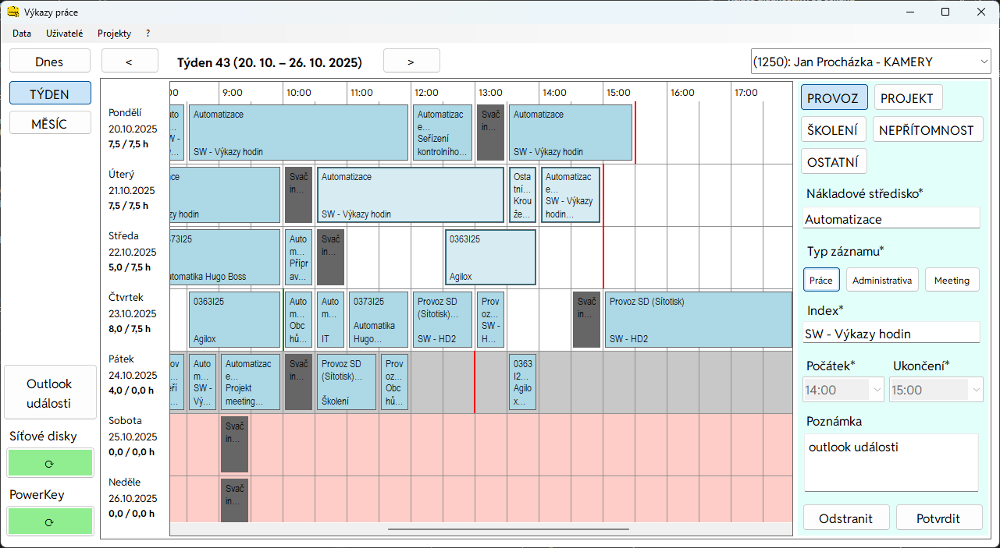 Výkazy práce
Data Uživatelé Projekty ?
Dnes < Týden 43 (20. 10. – 26. 10. 2025) > (1250): Jan Procházka - KAMERY
TÝDEN
MĚSÍC
Outlook
události
Síťové disky
PowerKey
9:00 10:00 11:00 12:00 13:00 14:00 15:00 16:00 17:00
Pondělí
20.10.2025
7,5 / 7,5 h
Automatizace
SW - Výkazy hodin
Automatizac
e...
Seřízení
kontrolního...
Svač
in...
Automatizace
SW - Výkazy hodin
Úterý
21.10.2025
7,5 / 7,5 h
Svač
in...
Automatizace
SW - Výkazy hodin
Osta
tní...
Krou
že...
Automatizac
e...
SW - Výkazy
hodin...
Středa
22.10.2025
5,0 / 7,5 h
utomatika Hugo Boss
Auto
m...
Přípr
av...
Svač
in...
0363I25
Agilox
Čtvrtek
23.10.2025
8,0 / 7,5 h
0363I25
Agilox
Auto
m...
Obc
hů...
Auto
m...
IT
0373I25
Automatika
Hugo...
Provoz SD
(Sítotisk)...
SW - HD2
Prov
oz...
SW -
H...
Svač
in...
Provoz SD (Sítotisk)
SW - HD2
Pátek
24.10.2025
4,0 / 0,0 h
Auto
m...
SW -
Vý...
Automatizac
e...
Projekt
meeting...
Svač
in...
Provoz SD
(Sítotisk)...
Školení
Prov
oz...
Obc
hů...
0363
I2...
Agilo
x...
Sobota
25.10.2025
0,0 / 0,0 h
Svač
in...
Neděle
26.10.2025
0,0 / 0,0 h
Svač
in...
PROVOZ PROJEKT
ŠKOLENÍ NEPŘÍTOMNOST
OSTATNÍ
Nákladové středisko*
Automatizace
Typ záznamu*
Práce Administrativa Meeting
Index*
SW - Výkazy hodin
Počátek* Ukončení*
14:00 15:00
Poznámka
outlook události
Odstranit Potvrdit